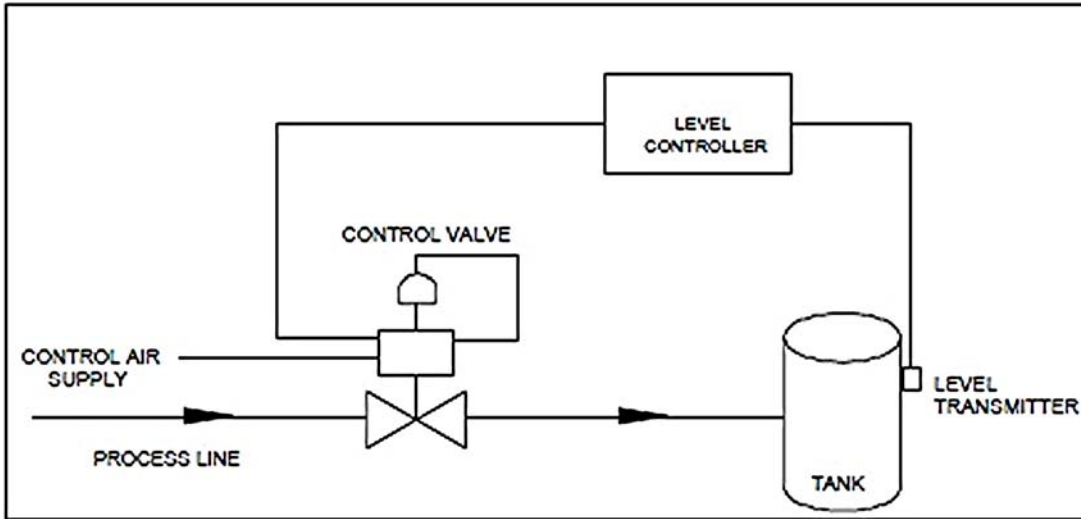 LEVEL
CONTROLLER
CONTROL VALVE
CONTROL AIR
SUPPLY
LEVEL
TRANSMITTER
PROCESS LINE
TANK